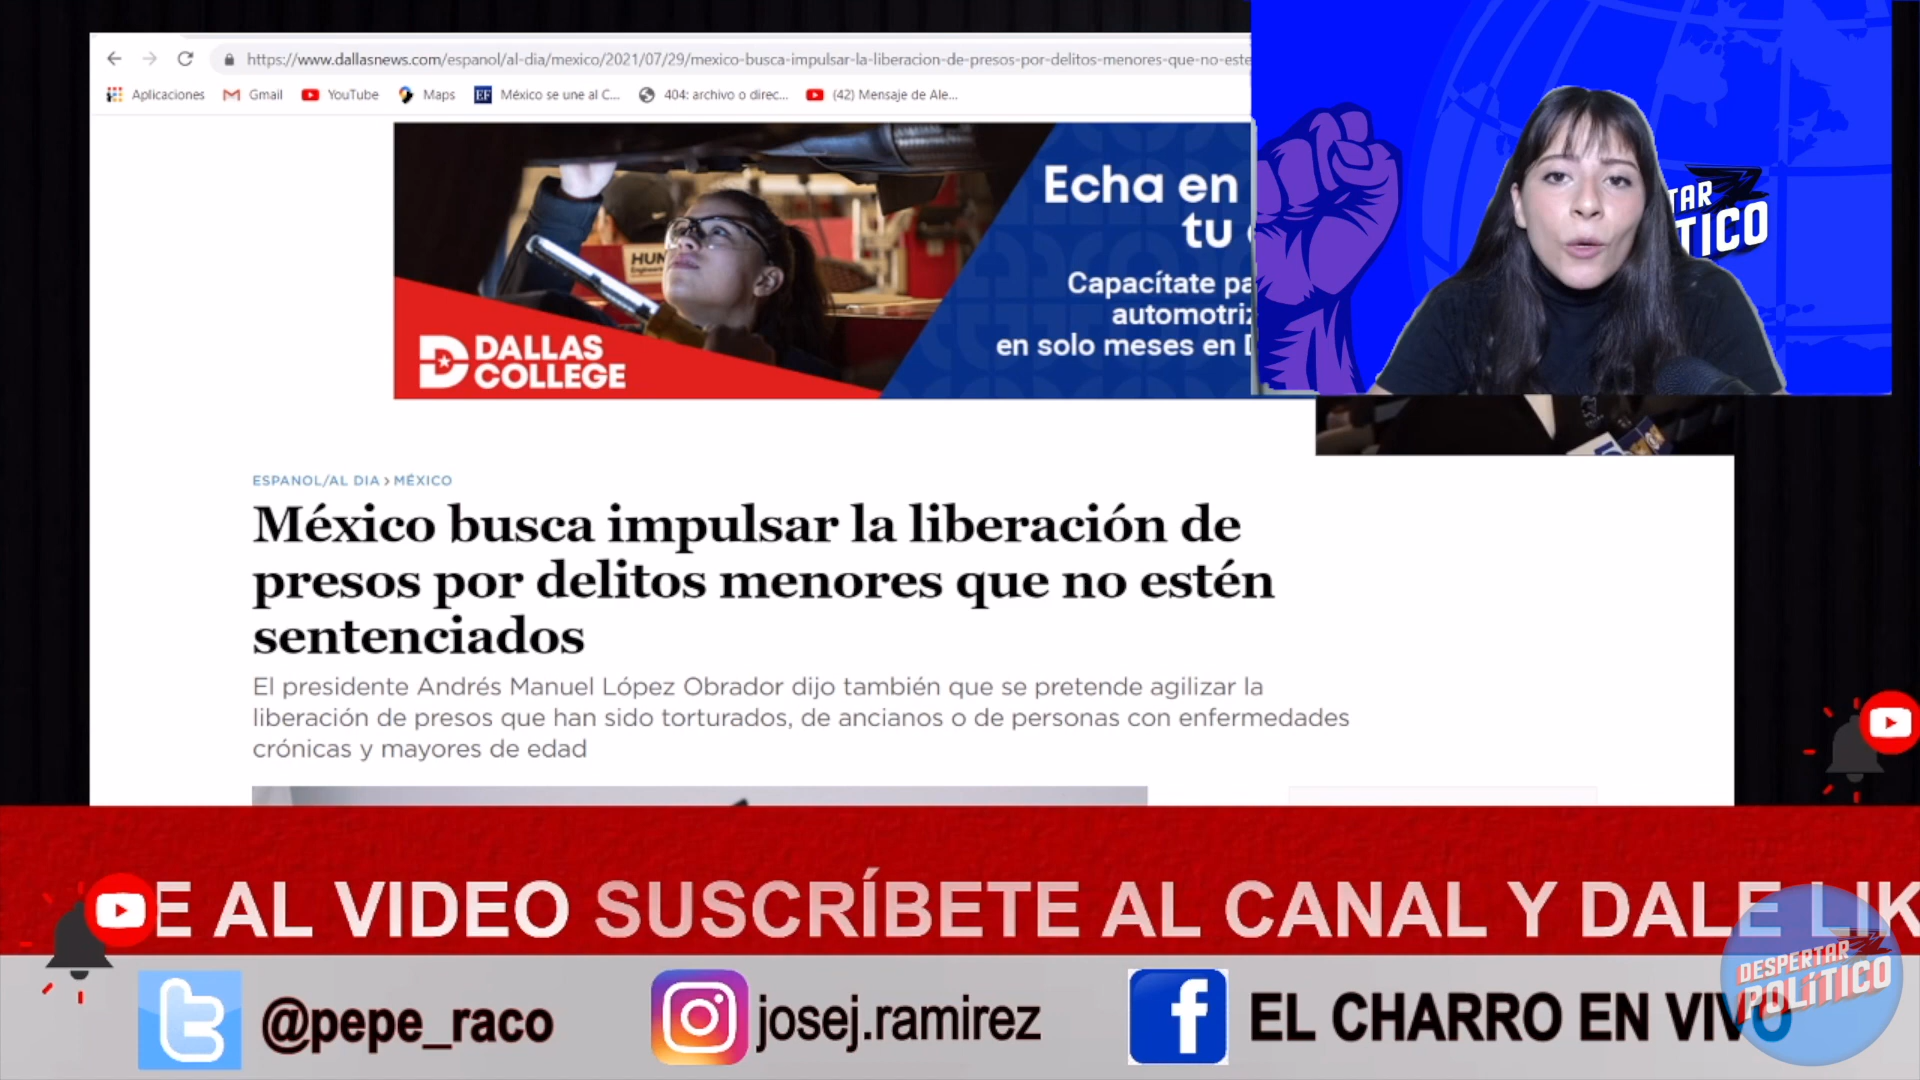 https://www.dallasnews.com/espanol/al-dia/mexico/2021/07/29/mexico-busca-impulsar-la-liberacion-de-presos-por-delitos-menores-que-no-este
Aplicaciones Gmail YouTube Maps EF México se une al C... 404: archivo o direc... (42) Mensaje de Ale...
Echa en
tu
Capacítate pa
automotriz
en solo meses en D
HUN
DALLAS
COLLEGE
TAR
TICO
ESPANOL/AL DIA > MÉXICO
México busca impulsar la liberación de
presos por delitos menores que no estén
sentenciados
El presidente Andrés Manuel López Obrador dijo también que se pretende agilizar la
liberación de presos que han sido torturados, de ancianos o de personas con enfermedades
crónicas y mayores de edad
E AL VIDEO SUSCRÍBETE AL CANAL Y DALE LIK
@pepe_raco josej.ramirez EL CHARRO EN VIVO
DESPERTAR
POLÍTICO